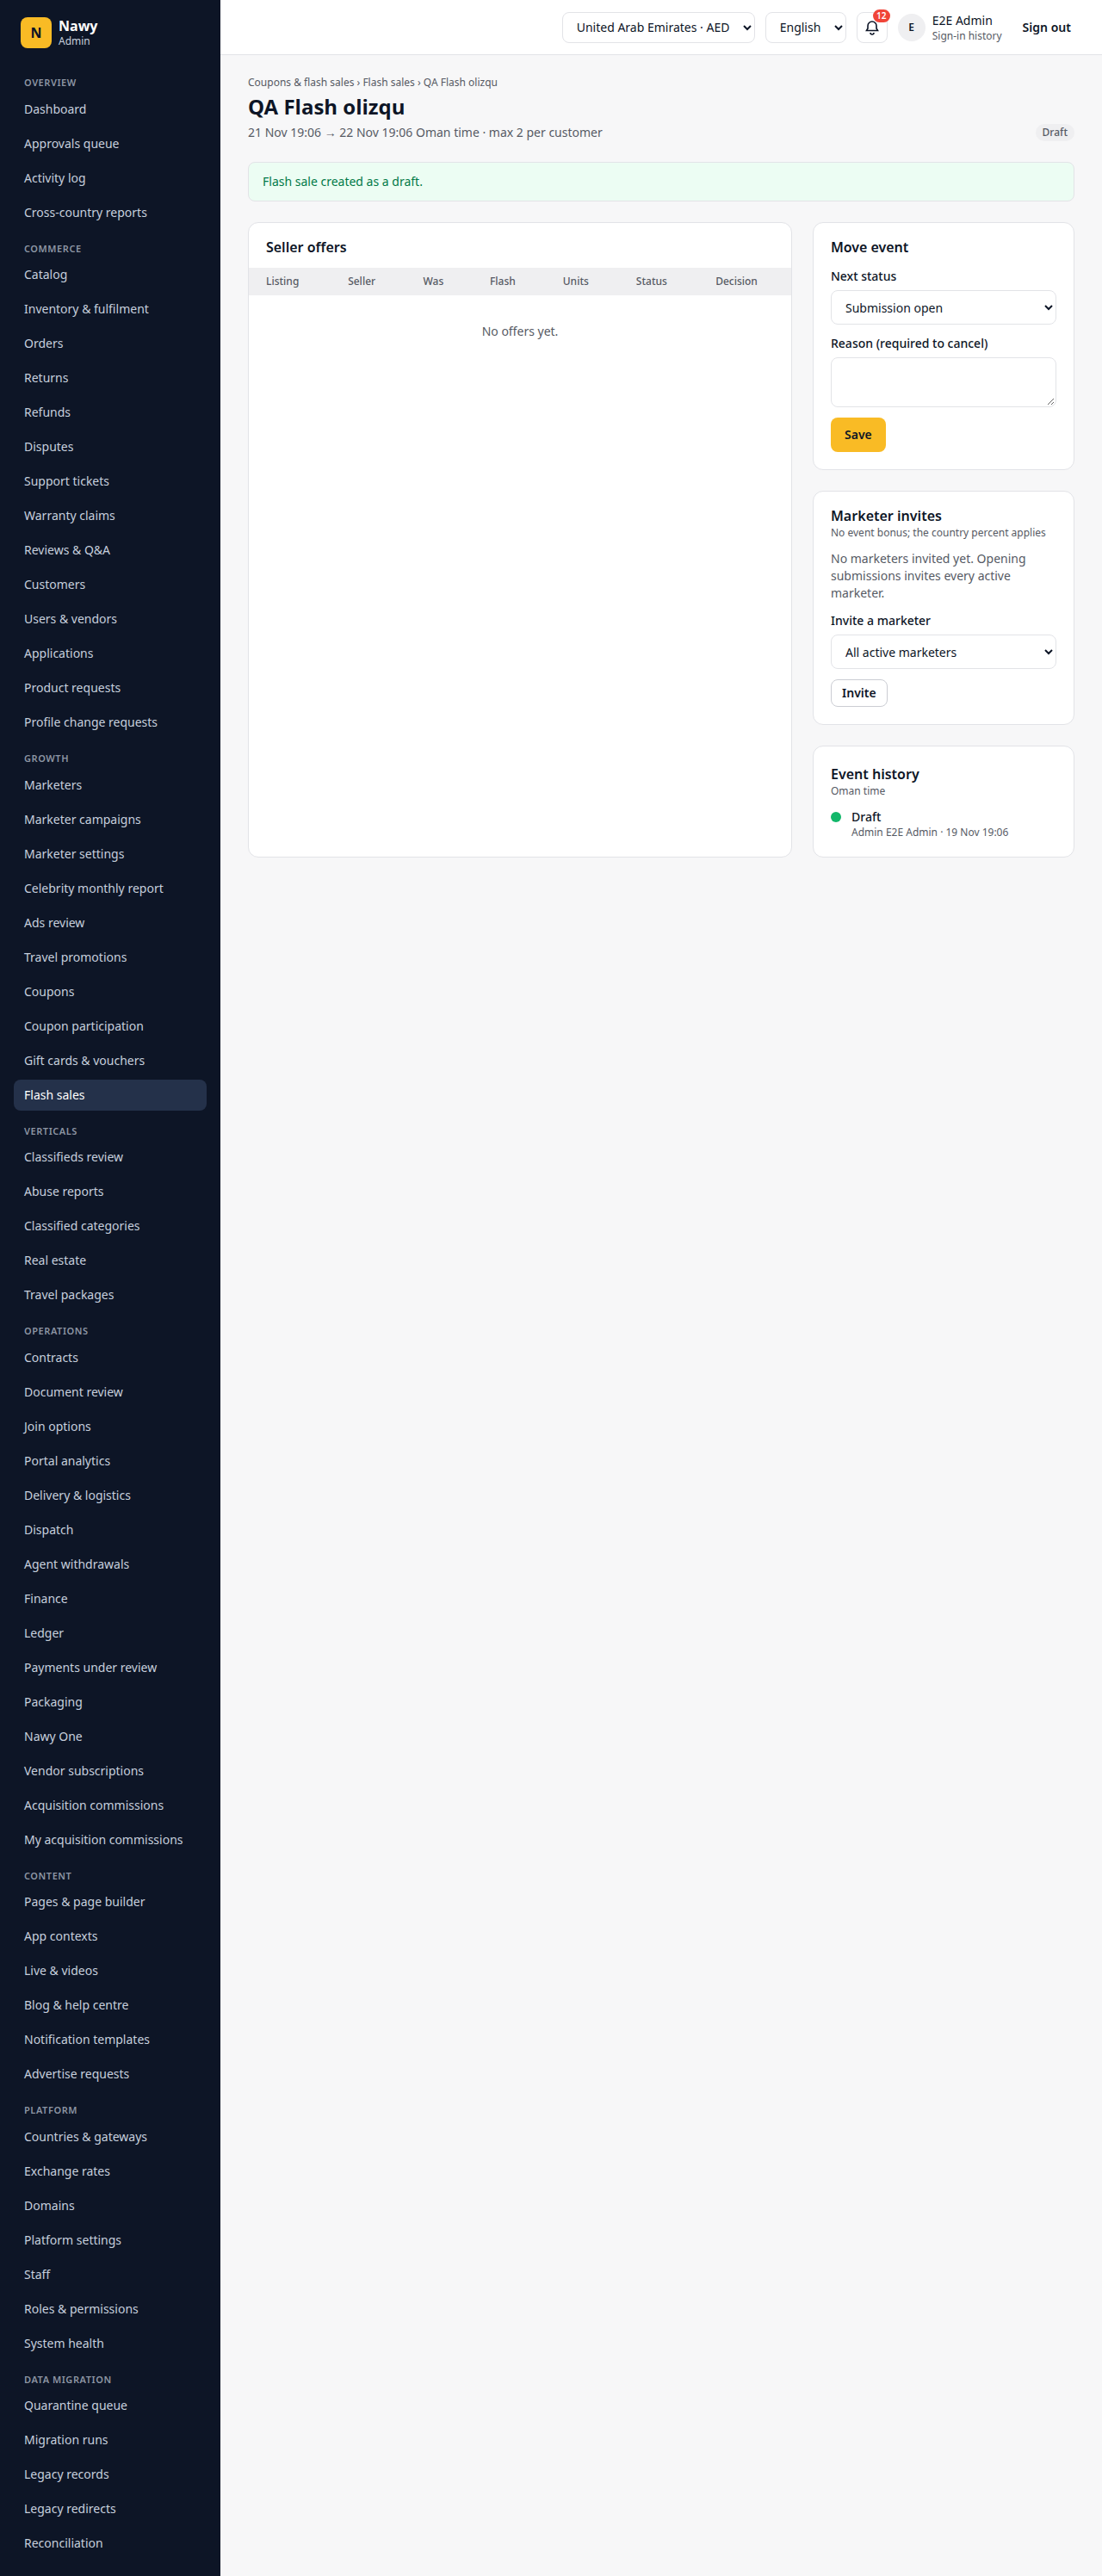 N
Nawy
Admin
OVERVIEW
Dashboard
Approvals queue
Activity log
Cross-country reports
COMMERCE
Catalog
Inventory & fulfilment
Orders
Returns
Refunds
Disputes
Support tickets
Warranty claims
Reviews & Q&A
Customers
Users & vendors
Applications
Product requests
Profile change requests
GROWTH
Marketers
Marketer campaigns
Marketer settings
Celebrity monthly report
Ads review
Travel promotions
Coupons
Coupon participation
Gift cards & vouchers
Flash sales
VERTICALS
Classifieds review
Abuse reports
Classified categories
Real estate
Travel packages
OPERATIONS
Contracts
Document review
Join options
Portal analytics
Delivery & logistics
Dispatch
Agent withdrawals
Finance
Ledger
Payments under review
Packaging
Nawy One
Vendor subscriptions
Acquisition commissions
My acquisition commissions
CONTENT
Pages & page builder
App contexts
Live & videos
Blog & help centre
Notification templates
Advertise requests
PLATFORM
Countries & gateways
Exchange rates
Domains
Platform settings
Staff
Roles & permissions
System health
DATA MIGRATION
Quarantine queue
Migration runs
Legacy records
Legacy redirects
Reconciliation
United Arab Emirates · AED
English
12
E
E2E Admin
Sign-in history
Sign out
Coupons & flash sales › Flash sales › QA Flash olizqu
QA Flash olizqu
21 Nov 19:06 → 22 Nov 19:06 Oman time · max 2 per customer
Draft
Flash sale created as a draft.
Seller offers
Listing Seller Was Flash Units Status Decision
No offers yet.
Move event
Next status
Submission open
Reason (required to cancel)
Save
Marketer invites
No event bonus; the country percent applies
No marketers invited yet. Opening
submissions invites every active
marketer.
Invite a marketer
All active marketers
Invite
Event history
Oman time
Draft
Admin E2E Admin · 19 Nov 19:06